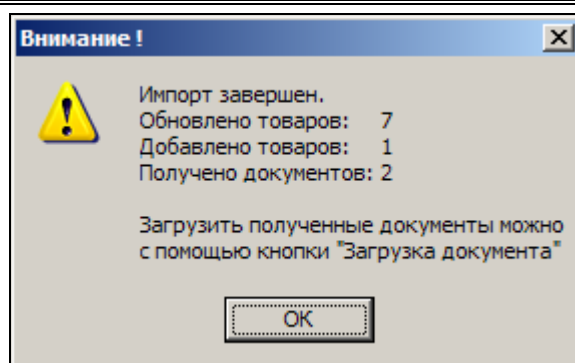 Внимание !
Импорт завершен.
Обновлено товаров: 7
Добавлено товаров: 1
Получено документов: 2
Загрузить полученные документы можно
с помощью кнопки "Загрузка документа"
OK